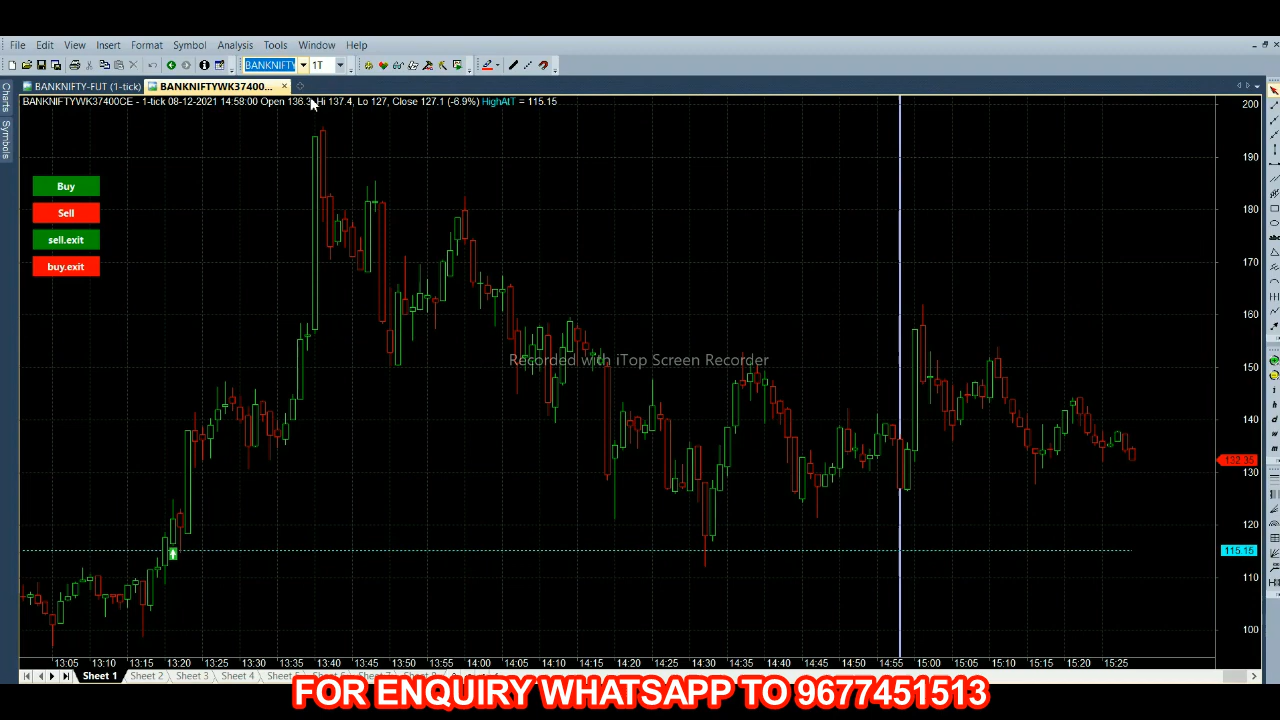 File Edit View Insert Format Symbol Analysis Tools Window Help
BANKNIFTY 1T
BANKNIFTY-FUT (1-tick) BANKNIFTYWK37400...
BANKNIFTYWK37400CE - 1-tick 08-12-2021 14:58:00 Open 136.3, Hi 137.4, Lo 127, Close 127.1 (-6.9%) HighAtT = 115.15
Charts
Symbols
Buy
Sell
sell.exit
buy.exit
Recorded with iTop Screen Recorder
200
190
180
170
160
150
140
132.35
130
120
115.15
110
100
13:05 13:10 13:15 13:20 13:25 13:30 13:35 13:40 13:45 13:50 13:55 14:00 14:05 14:10 14:15 14:20 14:25 14:30 14:35 14:40 14:45 14:50 14:55 15:00 15:05 15:10 15:15 15:20 15:25
Sheet 1 Sheet 2 Sheet 3 Sheet 4
FOR ENQUIRY WHATSAPP TO 9677451513